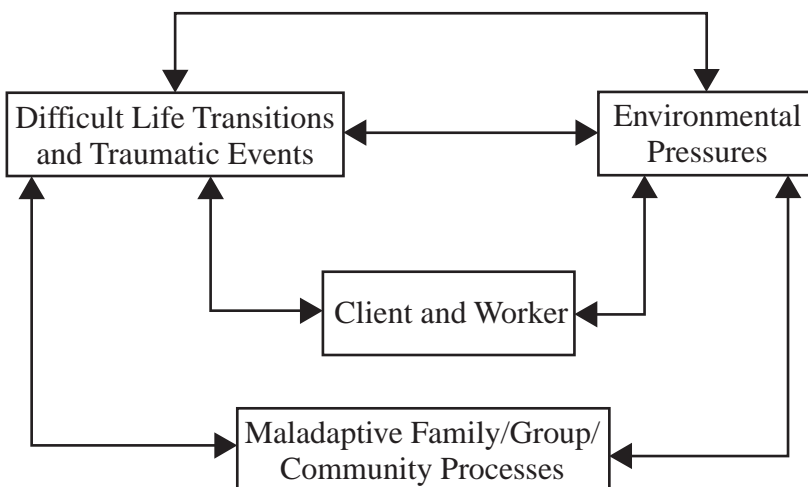 Difficult Life Transitions
and Traumatic Events
Environmental
Pressures
Client and Worker
Maladaptive Family/Group/
Community Processes